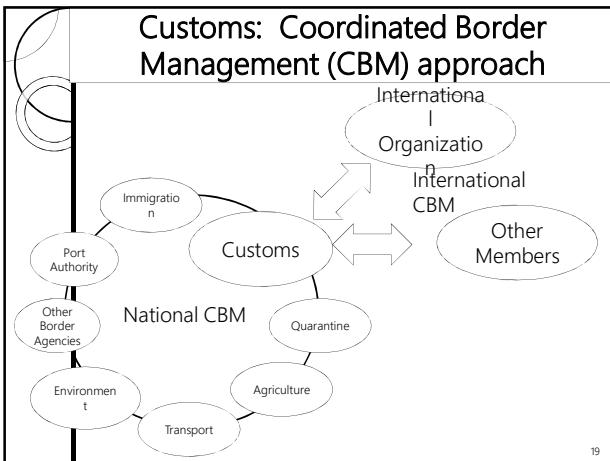 Customs: Coordinated Border
Management (CBM) approach
Internationa
l
Organizatio
n
International
CBM
Other
Members
Immigratio
n
Customs
Port
Authority
National CBM
Other
Border
Agencies
Quarantine
Environmen
t
Agriculture
Transport
19